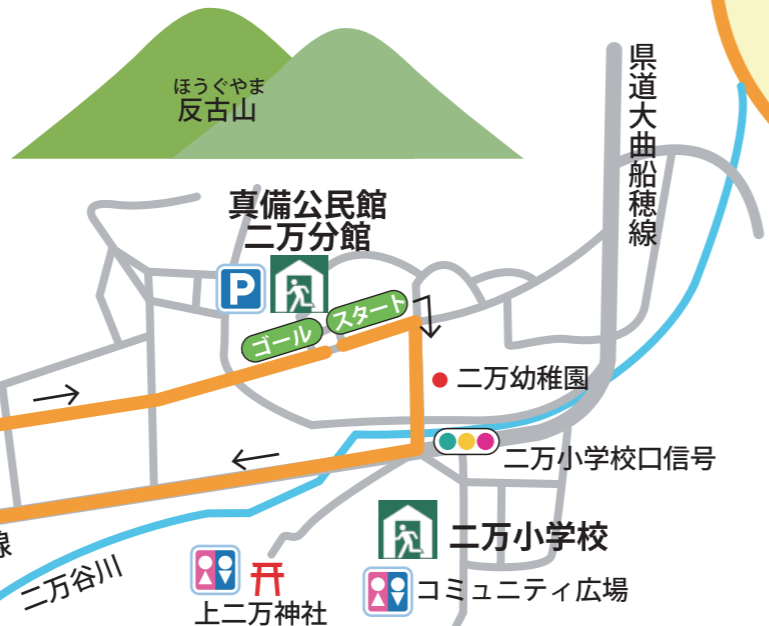 ほうぐやま
反古山
県道大曲船穂線
真備公民館
二万分館
P
スタート
ゴール
二万幼稚園
二万小学校口信号
線
二万谷川
二万小学校
コミュニティ広場
上二万神社